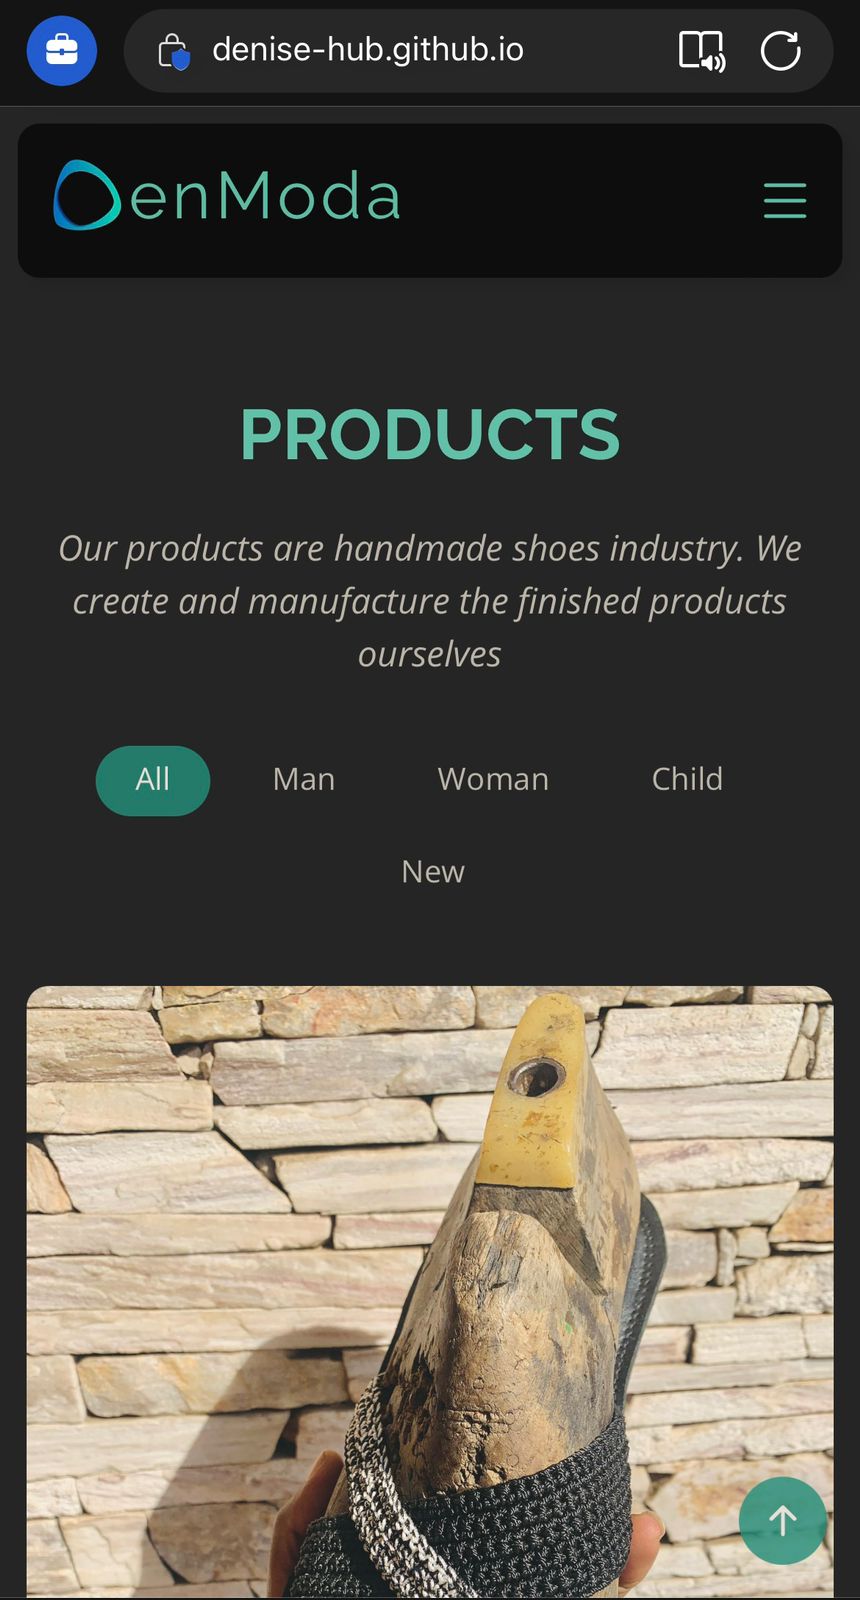 denise-hub.github.io
enModa
PRODUCTS
Our products are handmade shoes industry. We
create and manufacture the finished products
ourselves
All Man Woman Child
New